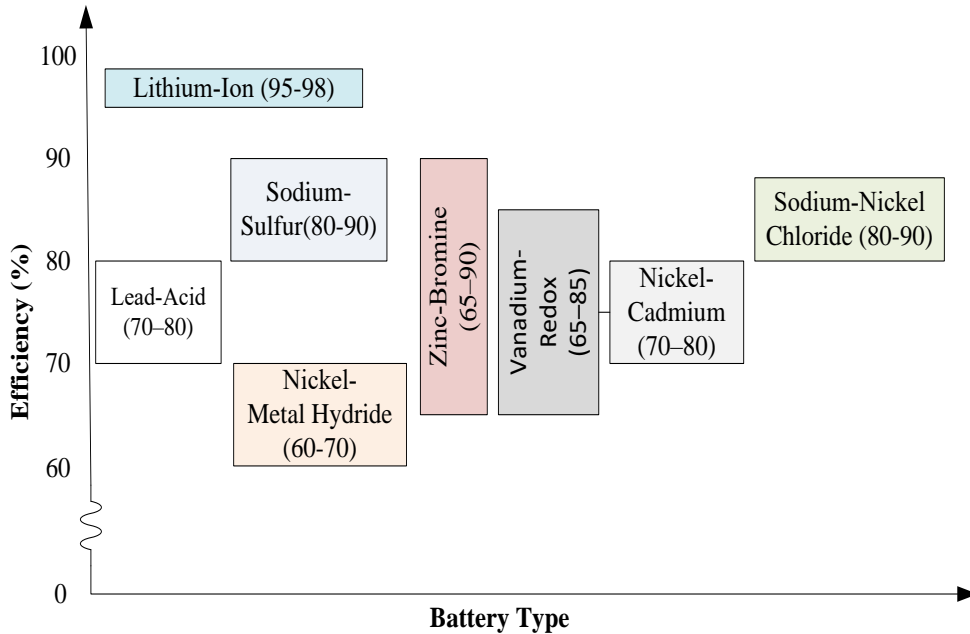 100
Lithium-Ion (95-98)
90
Sodium-
Sulfur(80-90)
Zinc-Bromine
(65–90)
Vanadium-
Redox
(65–85)
Sodium-Nickel
Chloride (80-90)
80
Lead-Acid
(70–80)
Nickel-
Cadmium
(70–80)
70
Nickel-
Metal Hydride
(60-70)
60
0
Efficiency (%)
Battery Type